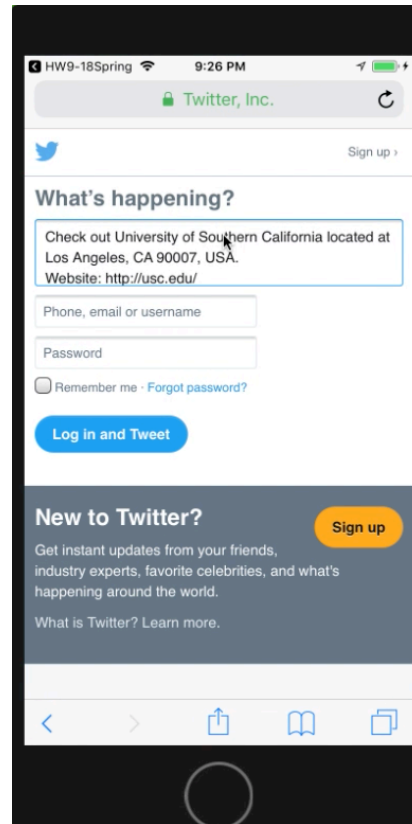 HW9-18Spring 9:26 PM
Twitter, Inc.
Sign up ›
What's happening?
Check out University of Southern California located at
Los Angeles, CA 90007, USA.
Website: http://usc.edu/
Phone, email or username
Password
Remember me · Forgot password?
Log in and Tweet
New to Twitter?
Sign up
Get instant updates from your friends,
industry experts, favorite celebrities, and what's
happening around the world.
What is Twitter? Learn more.